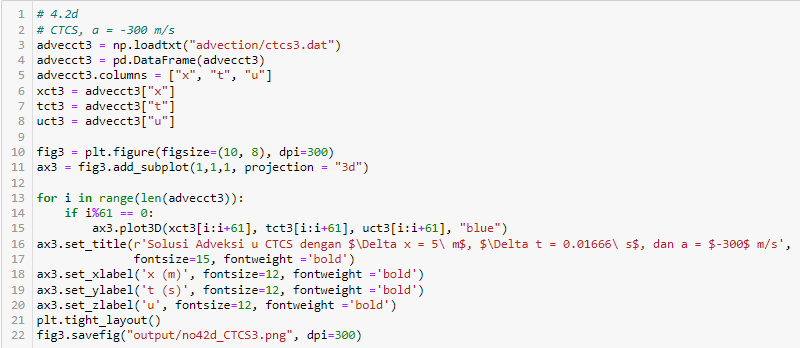 1 # 4.2d
2 # CTCS, a = -300 m/s
3 advecct3 = np.loadtxt("advection/ctcs3.dat")
4 advecct3 = pd.DataFrame(advecct3)
5 advecct3.columns = ["x", "t", "u"]
6 xct3 = advecct3["x"]
7 tct3 = advecct3["t"]
8 uct3 = advecct3["u"]
9
10 fig3 = plt.figure(figsize=(10, 8), dpi=300)
11 ax3 = fig3.add_subplot(1,1,1, projection = "3d")
12
13 for i in range(len(advecct3)):
14     if i%61 == 0:
15         ax3.plot3D(xct3[i:i+61], tct3[i:i+61], uct3[i:i+61], "blue")
16 ax3.set_title(r'Solusi Adveksi u CTCS dengan $\Delta x = 5\ m$, $\Delta t = 0.01666\ s$, dan a = $-300$ m/s',
17               fontsize=15, fontweight ='bold')
18 ax3.set_xlabel('x (m)', fontsize=12, fontweight ='bold')
19 ax3.set_ylabel('t (s)', fontsize=12, fontweight ='bold')
20 ax3.set_zlabel('u', fontsize=12, fontweight ='bold')
21 plt.tight_layout()
22 fig3.savefig("output/no42d_CTCS3.png", dpi=300)